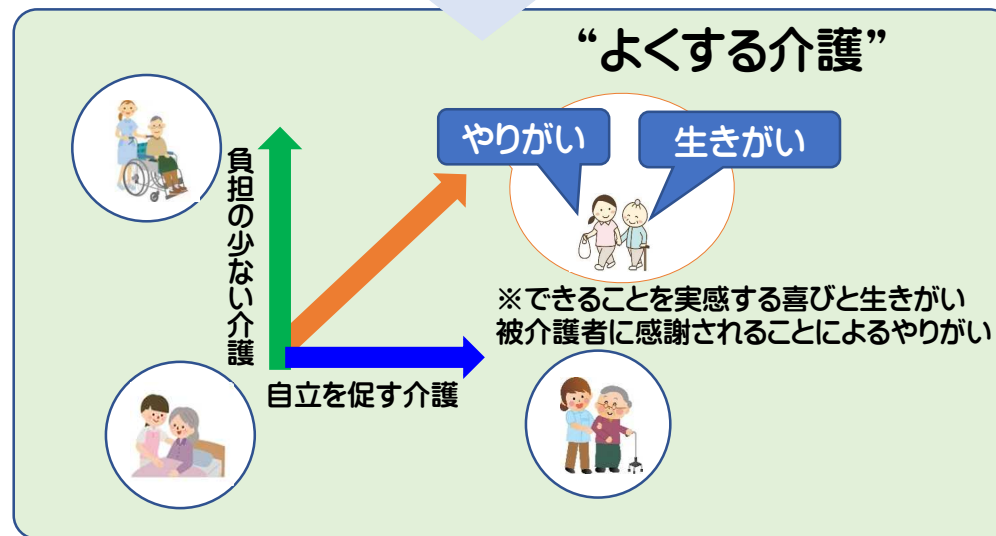 “よくする介護”
やりがい
生きがい
負担の少ない介護
※できることを実感する喜びと生きがい
被介護者に感謝されることによるやりがい
自立を促す介護